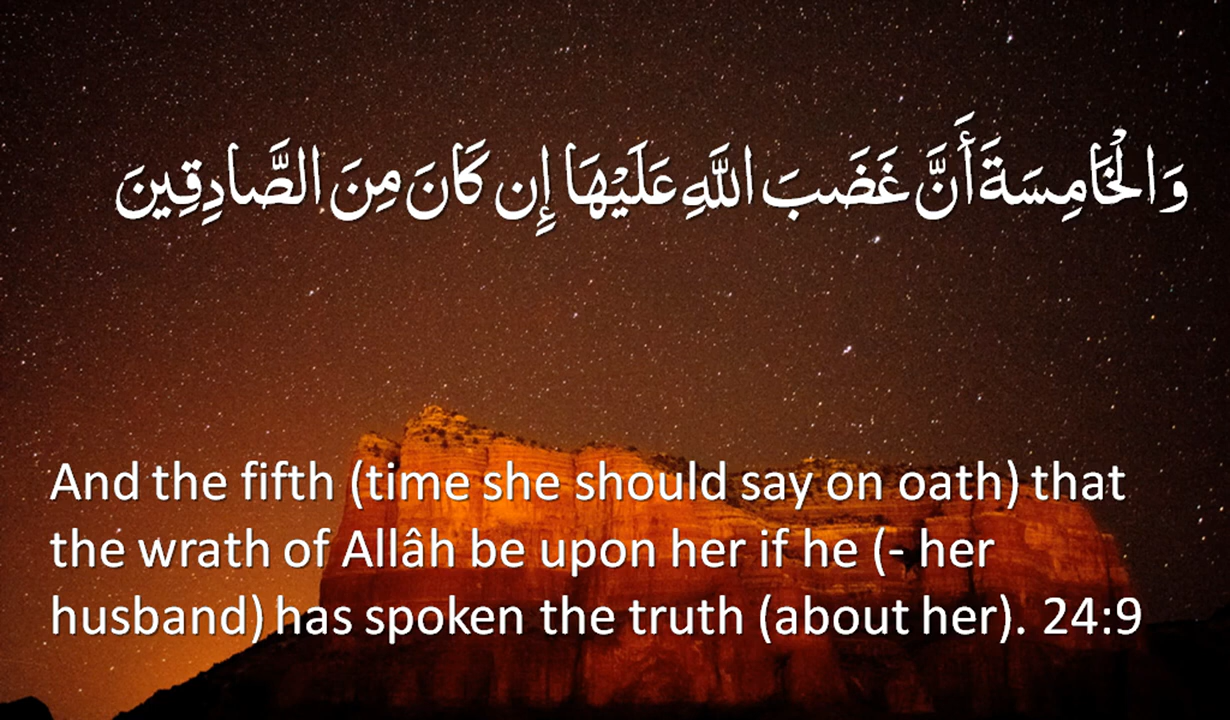 وَالْخَامِسَةَ أَنَّ غَضَبَ اللَّهِ عَلَيْهَا إِن كَانَ مِنَ الصَّادِقِينَ
And the fifth (time she should say on oath) that
the wrath of Allâh be upon her if he (- her
husband) has spoken the truth (about her). 24:9